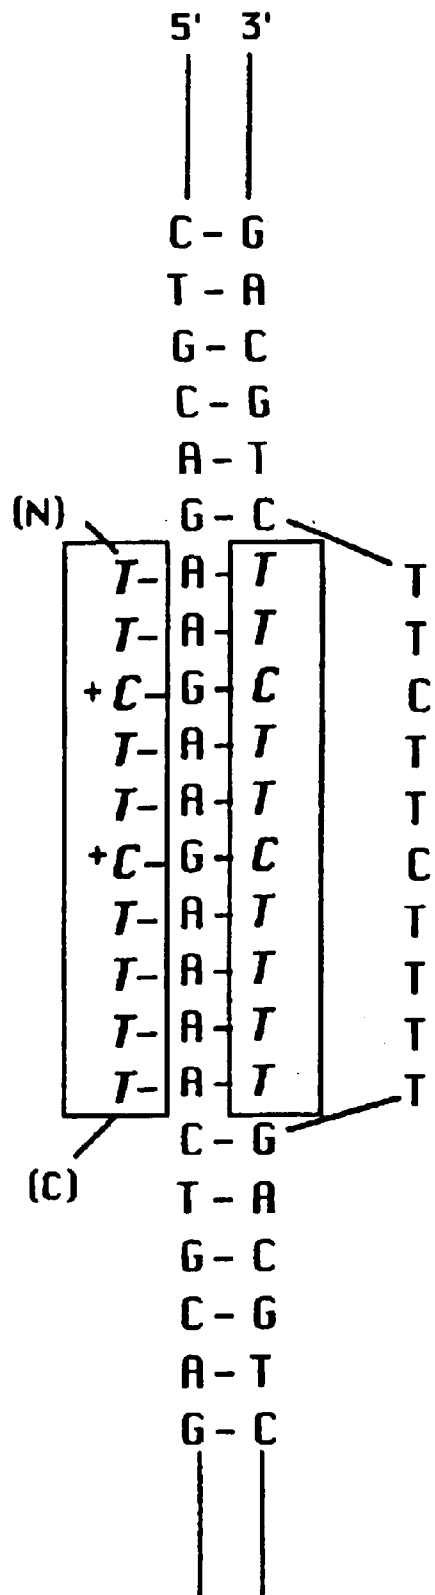 5' 3'
C - G
T - A
G - C
C - G
A - T
(N) G - C
T - A - T T
T - A - T T
+ C - G - C C
T - A - T T
T - A - T T
+ C - G - C C
T - A - T T
T - A - T T
T - A - T T
T - A - T T
C - G
(C) T - A
G - C
C - G
A - T
G - C